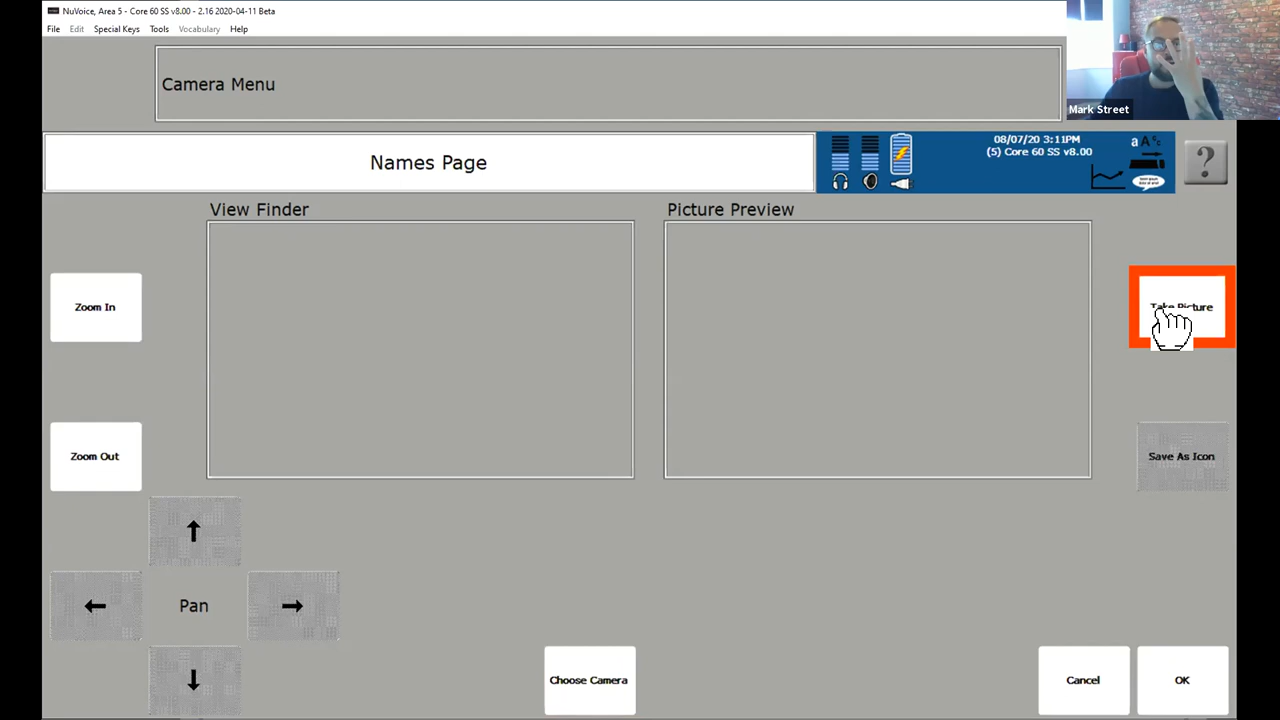 NuVoice, Area 5 - Core 60 SS v8.00 - 2.16 2020-04-11 Beta
File Edit Special Keys Tools Vocabulary Help
Camera Menu
Mark Street
Names Page
08/07/20 3:11PM
(5) Core 60 SS v8.00
?
View Finder
Picture Preview
Zoom In
Take Picture
Zoom Out
Save As Icon
Pan
Choose Camera
Cancel
OK